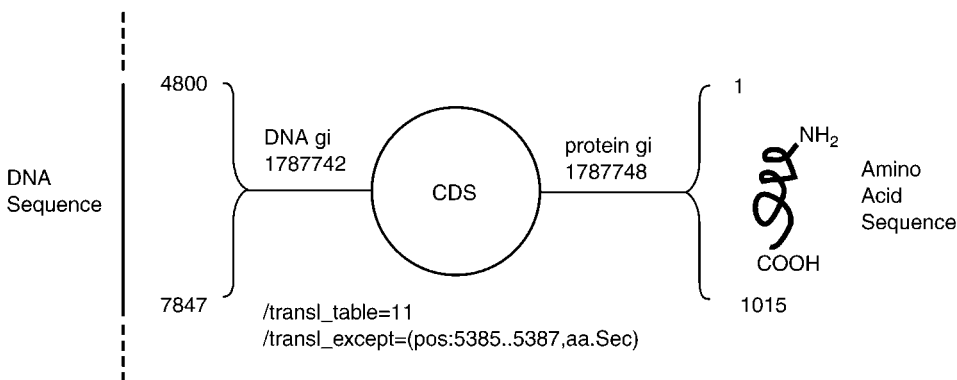 DNA
Sequence
4800
7847
DNA gi
1787742
CDS
/transl_table=11
/transl_except=(pos:5385..5387,aa.Sec)
protein gi
1787748
1
1015
NH2
COOH
Amino
Acid
Sequence